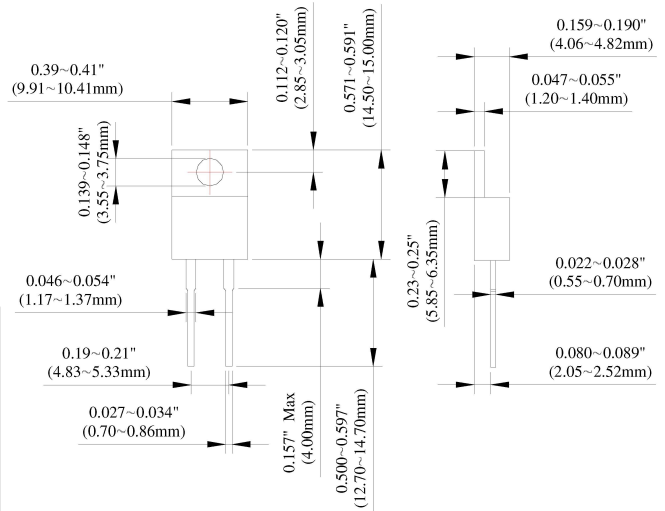 0.39~0.41"
(9.91~10.41mm)
0.139~0.148"
(3.55~3.75mm)
0.112~0.120"
(2.85~3.05mm)
0.571~0.591"
(14.50~15.00mm)
0.159~0.190"
(4.06~4.82mm)
0.047~0.055"
(1.20~1.40mm)
0.046~0.054"
(1.17~1.37mm)
0.19~0.21"
(4.83~5.33mm)
0.027~0.034"
(0.70~0.86mm)
0.157" Max
(4.00mm)
0.500~0.597"
(12.70~14.70mm)
0.23~0.25"
(5.85~6.35mm)
0.022~0.028"
(0.55~0.70mm)
0.080~0.089"
(2.05~2.52mm)